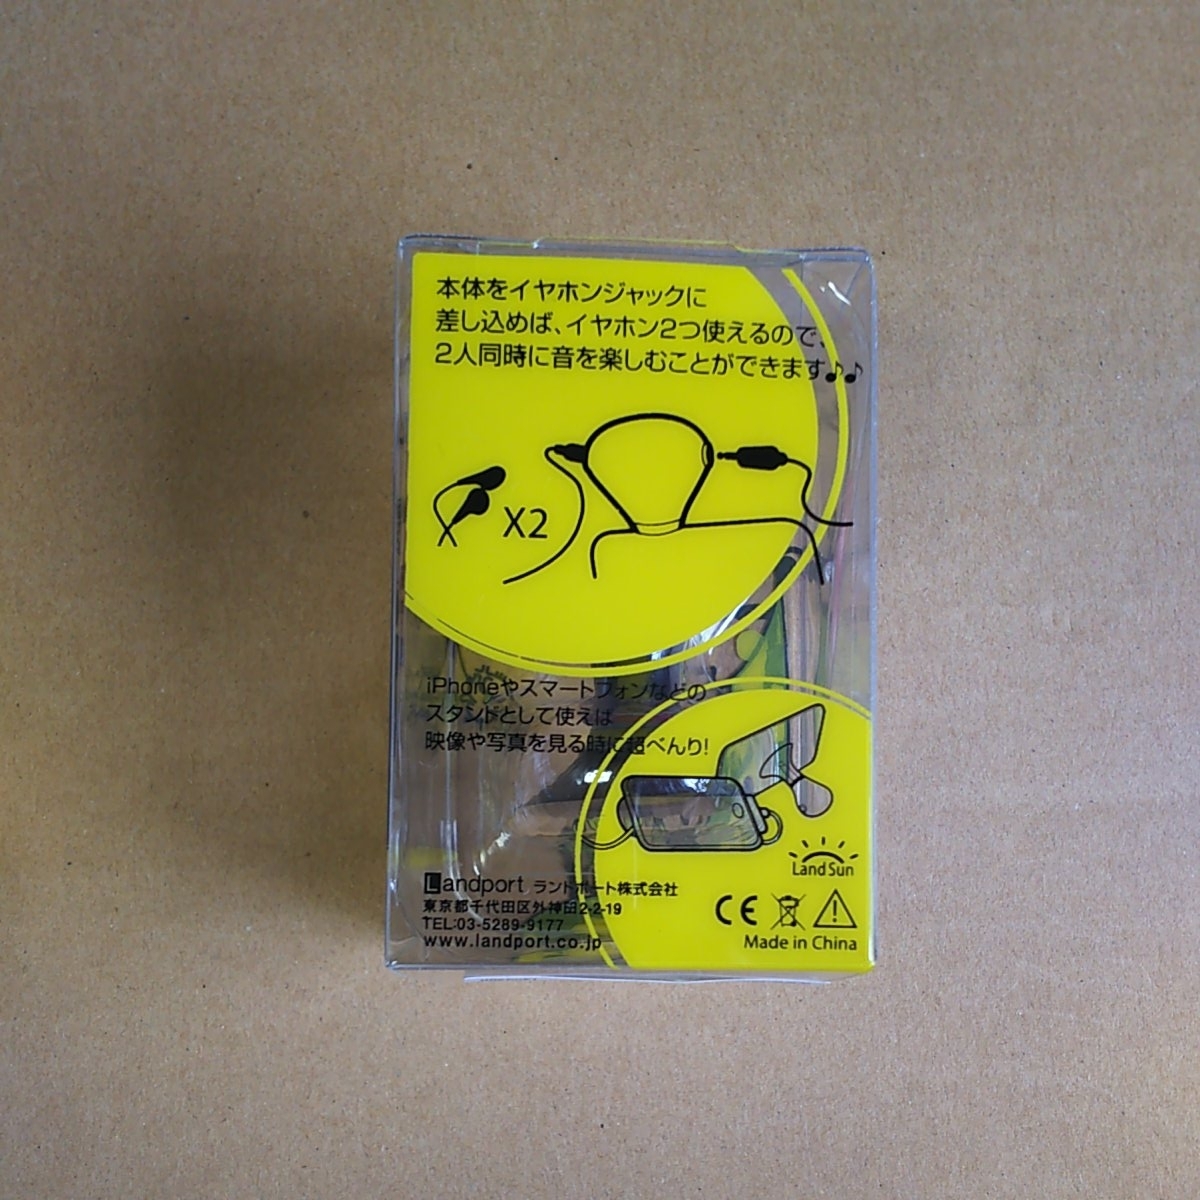 本体をイヤホンジャックに
差し込めば、イヤホン2つ使えるので、
2人同時に音を楽しむことができます♪♪
X2
iPhoneやスマートフォンなどの
スタンドとして使えば
映像や写真を見る時に超べんり!
Land Sun
Landport ランドポート株式会社
東京都千代田区外神田2-2-19
TEL:03-5289-9177
www.landport.co.jp
CE
Made in China